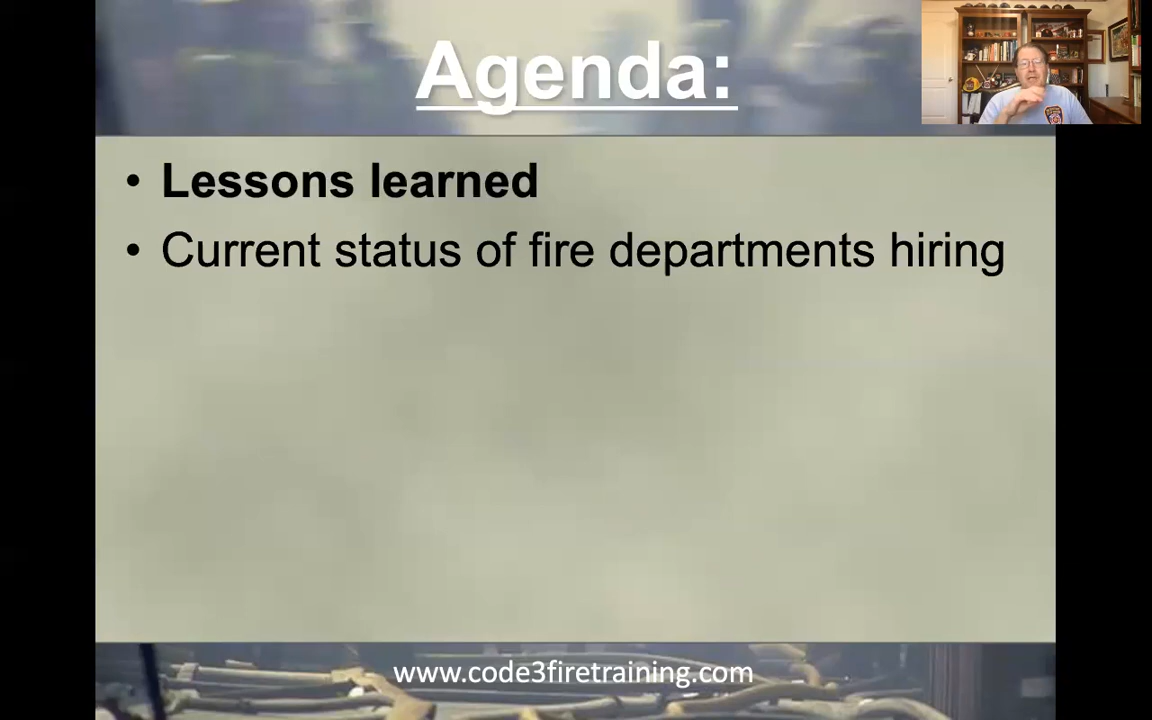 Agenda:
• Lessons learned
• Current status of fire departments hiring
www.code3firetraining.com